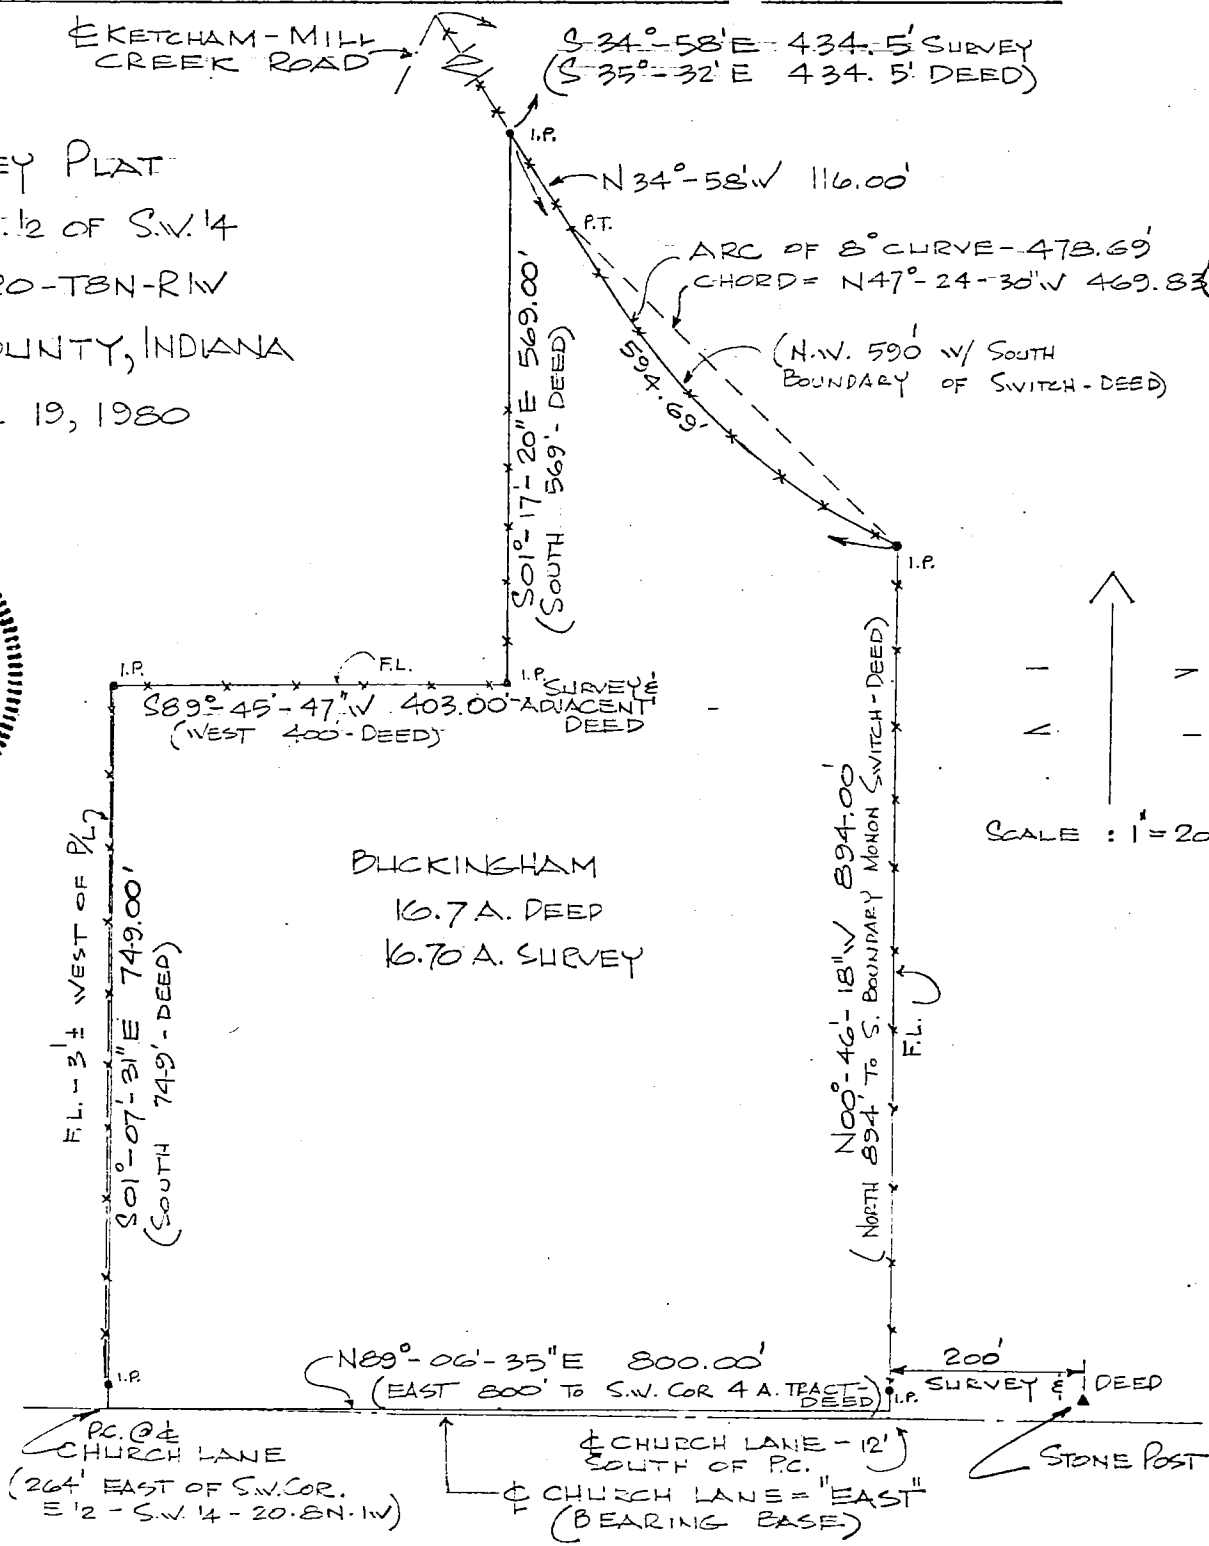 ℄ KETCHAM-MILL
CREEK ROAD
S 34°-58' E 434.5' SURVEY
(S 35°-32' E 434.5' DEED)
I.P.
EY PLAT
1/2 OF S.W. 1/4
20-T8N-R1W
OUNTY, INDIANA
19, 1980
N 34°-58' W 116.00'
P.T.
ARC OF 8° CURVE - 478.69'
CHORD = N47°-24'-30" W 469.83'
(N.W. 590' W/ SOUTH
BOUNDARY OF SWITCH-DEED)
594.69'
S01°-17'-20" E 569.00'
(SOUTH 569'-DEED)
I.P.
I.P.
F.L.
I.P. SURVEY &
ADJACENT
DEED
S89°-45'-47" W 403.00'
(WEST 400'-DEED)
SCALE : 1" = 20
BUCKINGHAM
16.7 A. DEED
16.70 A. SURVEY
F.L. - 3' ± WEST OF P/L
S01°-07'-31" E 749.00'
(SOUTH 749'-DEED)
N00°-46'-18" W 894.00'
(NORTH 894' TO S. BOUNDARY MONON SWITCH-DEED)
F.L.
I.P.
N89°-06'-35" E 800.00'
(EAST 800' TO S.W. COR 4 A. TRACT-
DEED)
I.P.
200'
SURVEY & DEED
STONE POST
P.C. @ ℄
CHURCH LANE
(264' EAST OF S.W. COR.
E 1/2 - S.W. 1/4 - 20-8N-1W)
℄ CHURCH LANE - 12'
SOUTH OF P.C.
℄ CHURCH LANE = "EAST"
(BEARING BASE)